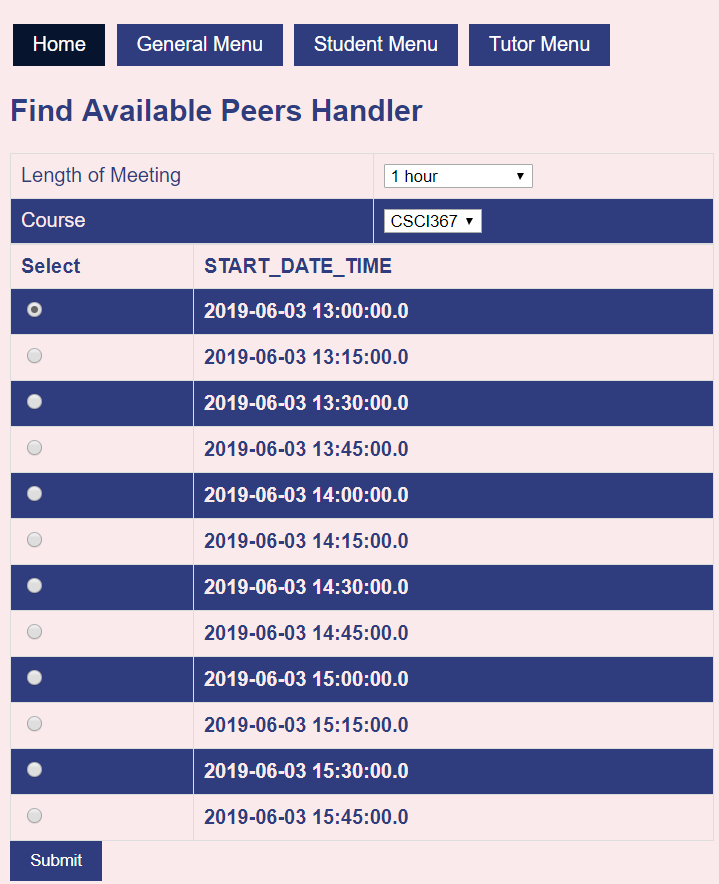 Home General Menu Student Menu Tutor Menu
Find Available Peers Handler
Length of Meeting 1 hour
Course CSCI367
Select START_DATE_TIME
2019-06-03 13:00:00.0
2019-06-03 13:15:00.0
2019-06-03 13:30:00.0
2019-06-03 13:45:00.0
2019-06-03 14:00:00.0
2019-06-03 14:15:00.0
2019-06-03 14:30:00.0
2019-06-03 14:45:00.0
2019-06-03 15:00:00.0
2019-06-03 15:15:00.0
2019-06-03 15:30:00.0
2019-06-03 15:45:00.0
Submit